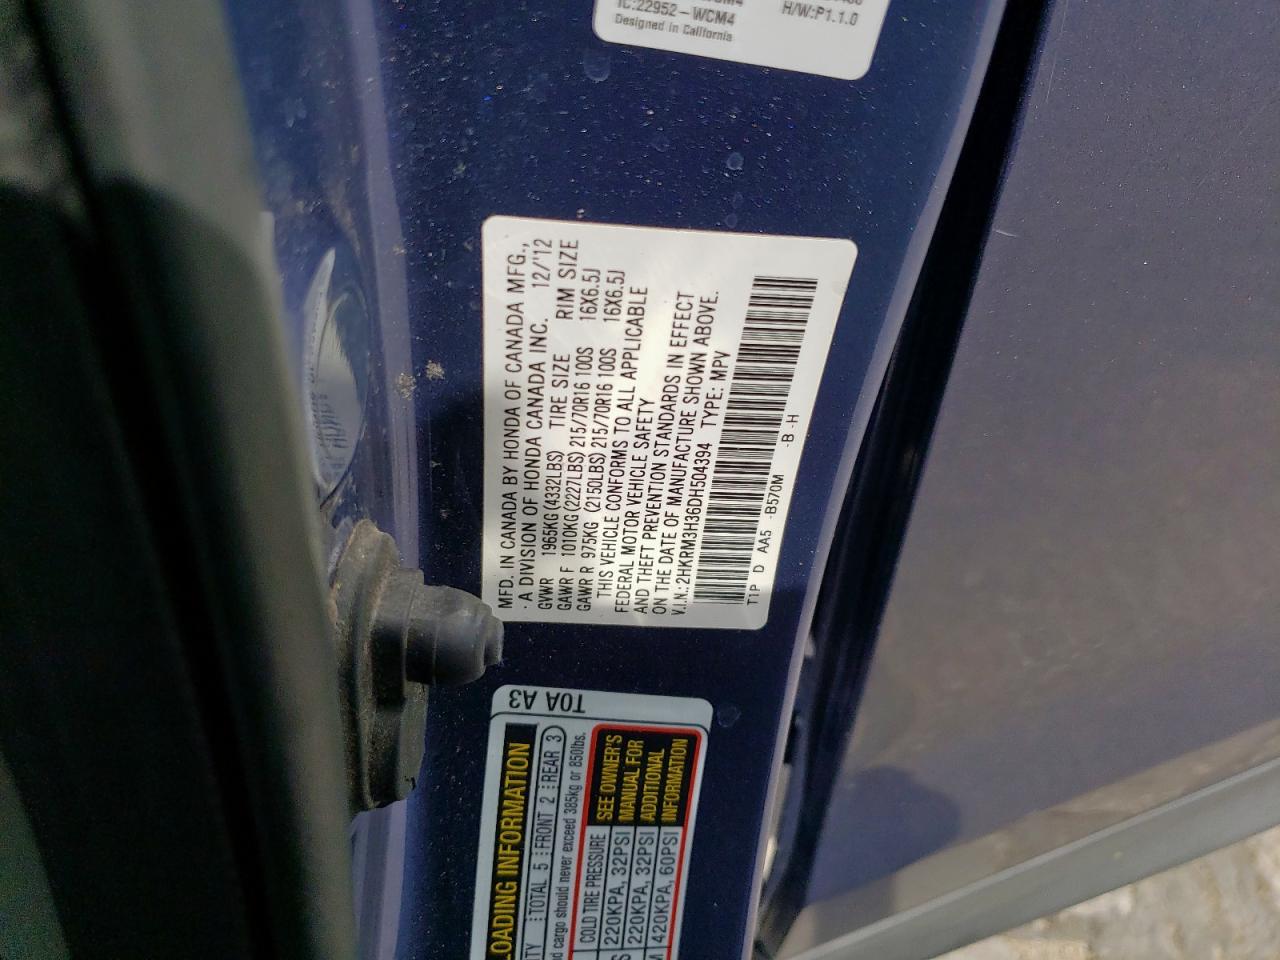 IC:22952-WCM4
Designed in California
H/W:P1.1.0
MFD. IN CANADA BY HONDA OF CANADA MFG.,
A DIVISION OF HONDA CANADA INC. 12/'12
GVWR 1965KG(4332LBS) TIRE SIZE RIM SIZE
GAWR F 1010KG(2227LBS) 215/70R16 100S 16X6.5J
GAWR R 975KG (2150LBS) 215/70R16 100S 16X6.5J
THIS VEHICLE CONFORMS TO ALL APPLICABLE
FEDERAL MOTOR VEHICLE SAFETY
AND THEFT PREVENTION STANDARDS IN EFFECT
ON THE DATE OF MANUFACTURE SHOWN ABOVE.
V.I.N.:2HKRM3H36DH504394 TYPE: MPV
T1P D AA5 -B570M -B -H
T0A A3
LOADING INFORMATION
TOTAL 5 FRONT 2 REAR 3
cargo should never exceed 385kg or 850lbs.
COLD TIRE PRESSURE
220KPA, 32PSI
220KPA, 32PSI
420KPA, 60PSI
SEE OWNER'S
MANUAL FOR
ADDITIONAL
INFORMATION